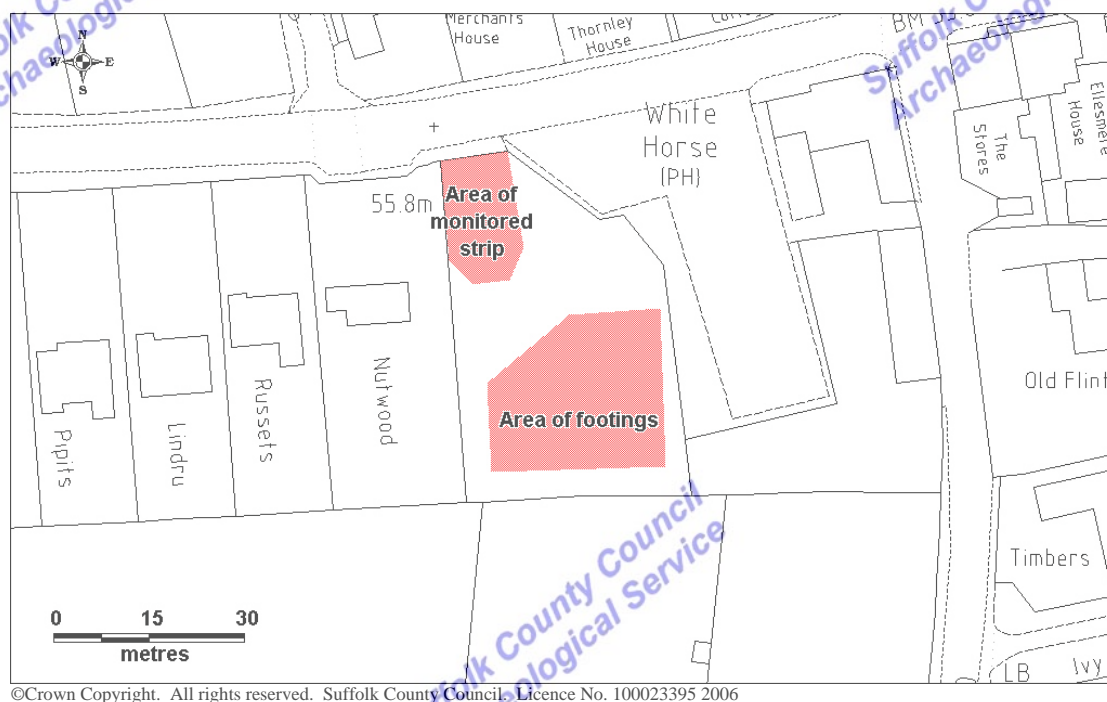 Suffolk County Council
Archaeological Service
Merchants
House
Thornley
House
BM
N
W E
S
White
Horse
(PH)
The
Stores
Ellesmere
House
55.8m
Area of
monitored
strip
Pipits
Lindru
Russets
Nutwood
Area of footings
Old Flint
Timbers
LB
Ivy
0 15 30
metres
©Crown Copyright. All rights reserved. Suffolk County Council. Licence No. 100023395 2006